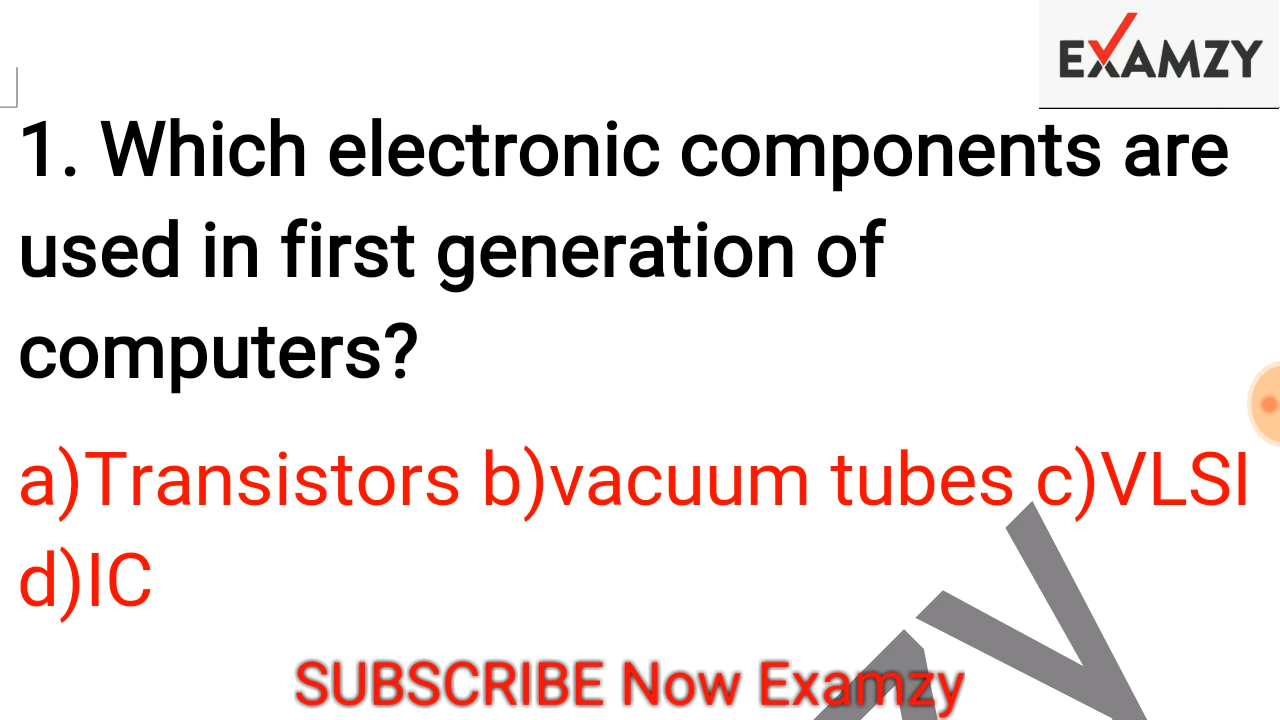 EXAMZY
1. Which electronic components are
used in first generation of
computers?
a)Transistors b)vacuum tubes c)VLSI
d)IC
SUBSCRIBE Now Examzy